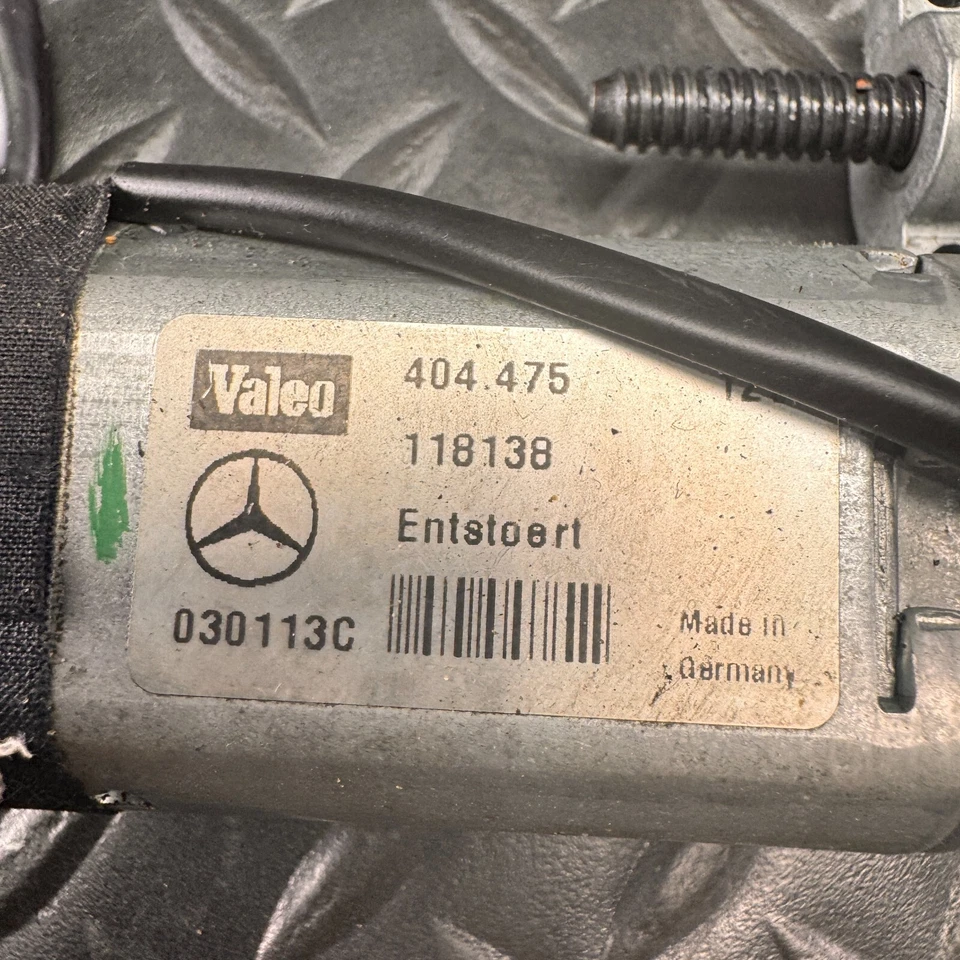 Valeo
404.475
118138
Entstoert
030113C
Made in
Germany